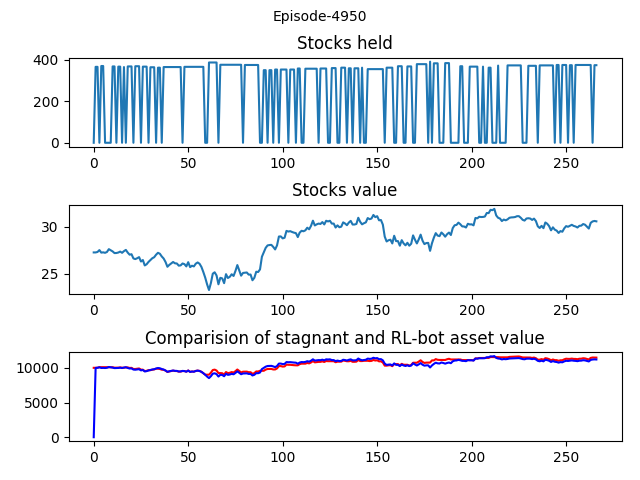 Episode-4950
Stocks held
400
200
0
0 50 100 150 200 250
Stocks value
30
25
0 50 100 150 200 250
Comparision of stagnant and RL-bot asset value
10000
5000
0
0 50 100 150 200 250